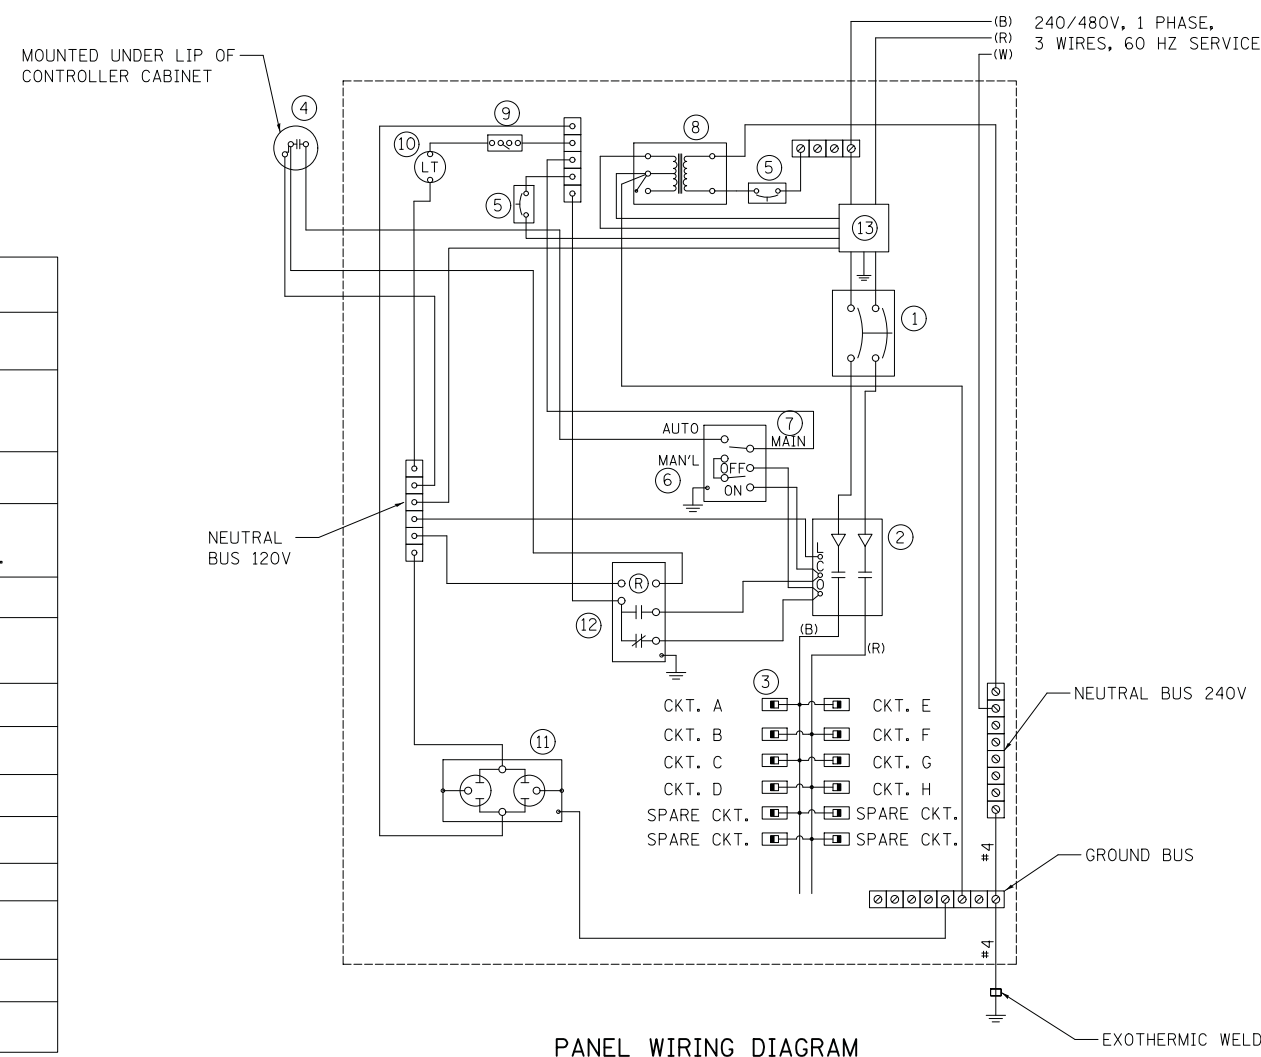 (B) 240/480V, 1 PHASE,
(R) 3 WIRES, 60 HZ SERVICE
(W)
MOUNTED UNDER LIP OF
CONTROLLER CABINET
4
9
10
LT
5
8
5
13
1
AUTO
7
MAIN
MAN'L
6
OFF
ON
NEUTRAL
BUS 120V
2
L
C
O
R
12
(B)
(R)
3
CKT. A
CKT. E
CKT. B
CKT. F
CKT. C
CKT. G
CKT. D
CKT. H
SPARE CKT.
SPARE CKT.
SPARE CKT.
SPARE CKT.
NEUTRAL BUS 240V
11
#4
GROUND BUS
#4
EXOTHERMIC WELD
PANEL WIRING DIAGRAM